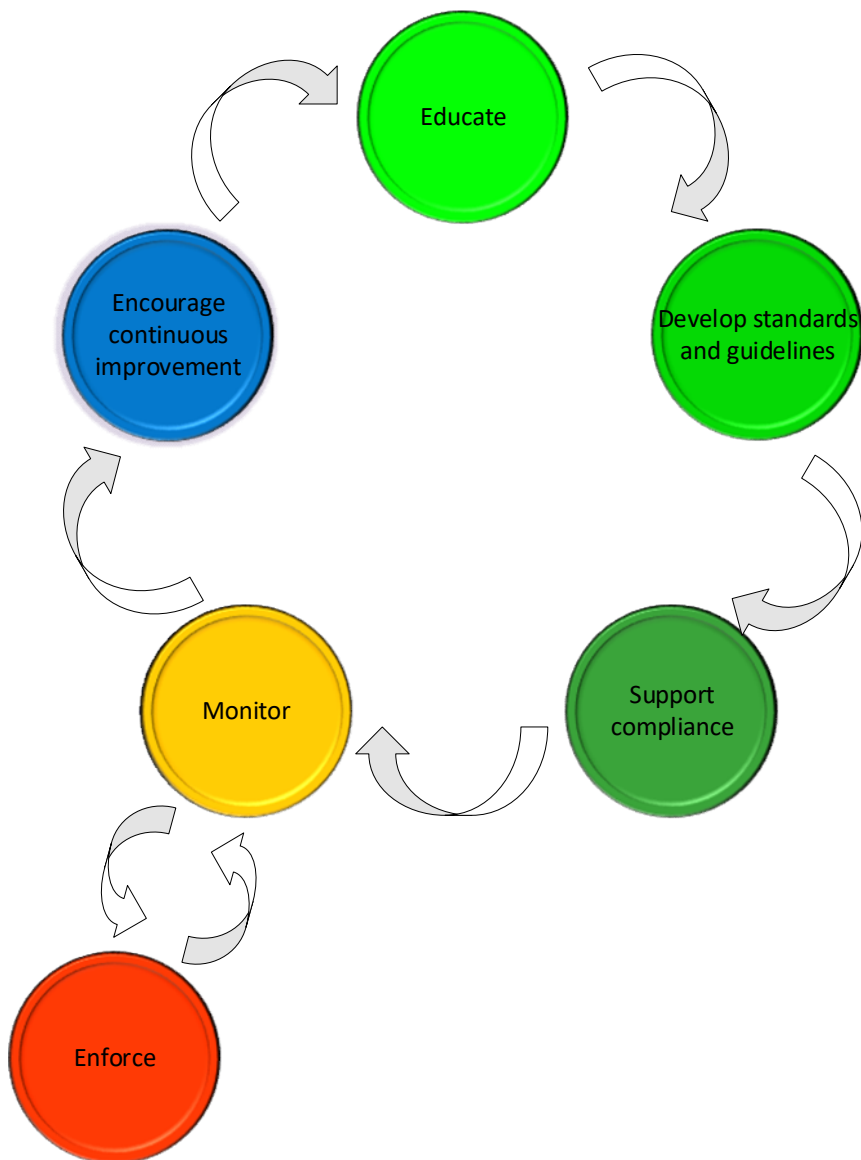 Educate
Develop standards
and guidelines
Support
compliance
Monitor
Enforce
Encourage
continuous
improvement